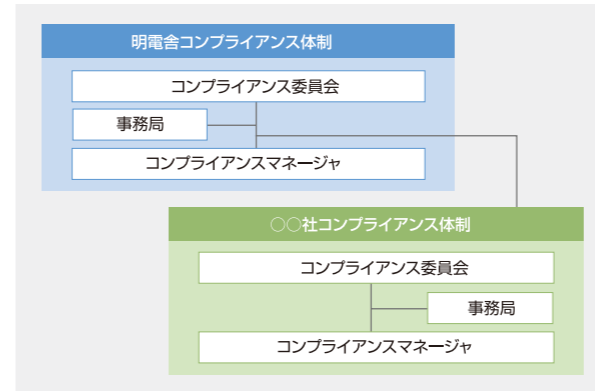 明電舎コンプライアンス体制
コンプライアンス委員会
事務局
コンプライアンスマネージャ
○○社コンプライアンス体制
コンプライアンス委員会
事務局
コンプライアンスマネージャ